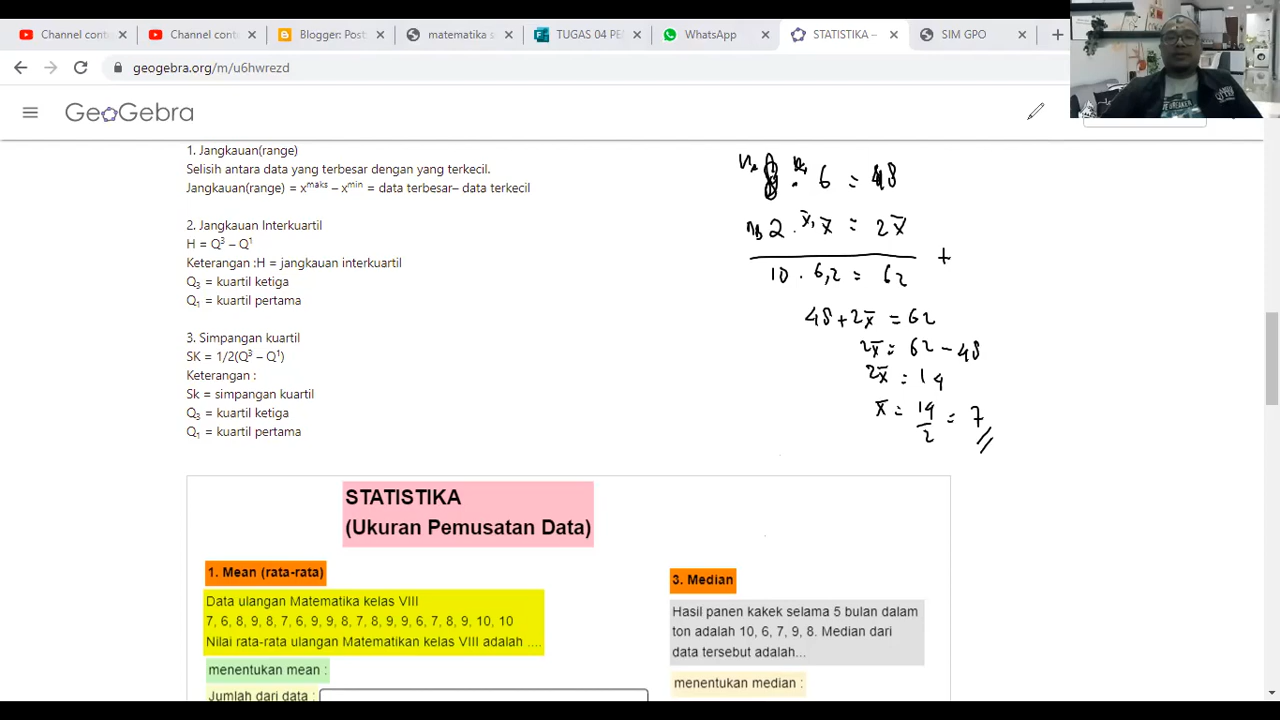 Channel cont
Channel cont
Blogger: Post
matematika s
TUGAS 04 PE
WhatsApp
STATISTIKA –
SIM GPO
geogebra.org/m/u6hwrezd
GeoGebra
1. Jangkauan(range)
Selisih antara data yang terbesar dengan yang terkecil.
Jangkauan(range) = xᵐᵃᵏˢ – xᵐⁱⁿ = data terbesar– data terkecil
2. Jangkauan Interkuartil
H = Q³ – Q¹
Keterangan :H = jangkauan interkuartil
Q₃ = kuartil ketiga
Q₁ = kuartil pertama
3. Simpangan kuartil
SK = 1/2(Q³ – Q¹)
Keterangan :
Sk = simpangan kuartil
Q₃ = kuartil ketiga
Q₁ = kuartil pertama
8 . 6 = 48
2 . x̄ = 2x̄
+
10 . 6,2 = 62
48 + 2x̄ = 62
2x̄ = 62 – 48
2x̄ = 14
x̄ = 14/2 = 7
STATISTIKA
(Ukuran Pemusatan Data)
1. Mean (rata-rata)
Data ulangan Matematika kelas VIII
7, 6, 8, 9, 8, 7, 6, 9, 9, 8, 7, 8, 9, 9, 6, 7, 8, 9, 10, 10
Nilai rata-rata ulangan Matematikan kelas VIII adalah ....
menentukan mean :
Jumlah dari data :
3. Median
Hasil panen kakek selama 5 bulan dalam
ton adalah 10, 6, 7, 9, 8. Median dari
data tersebut adalah...
menentukan median :